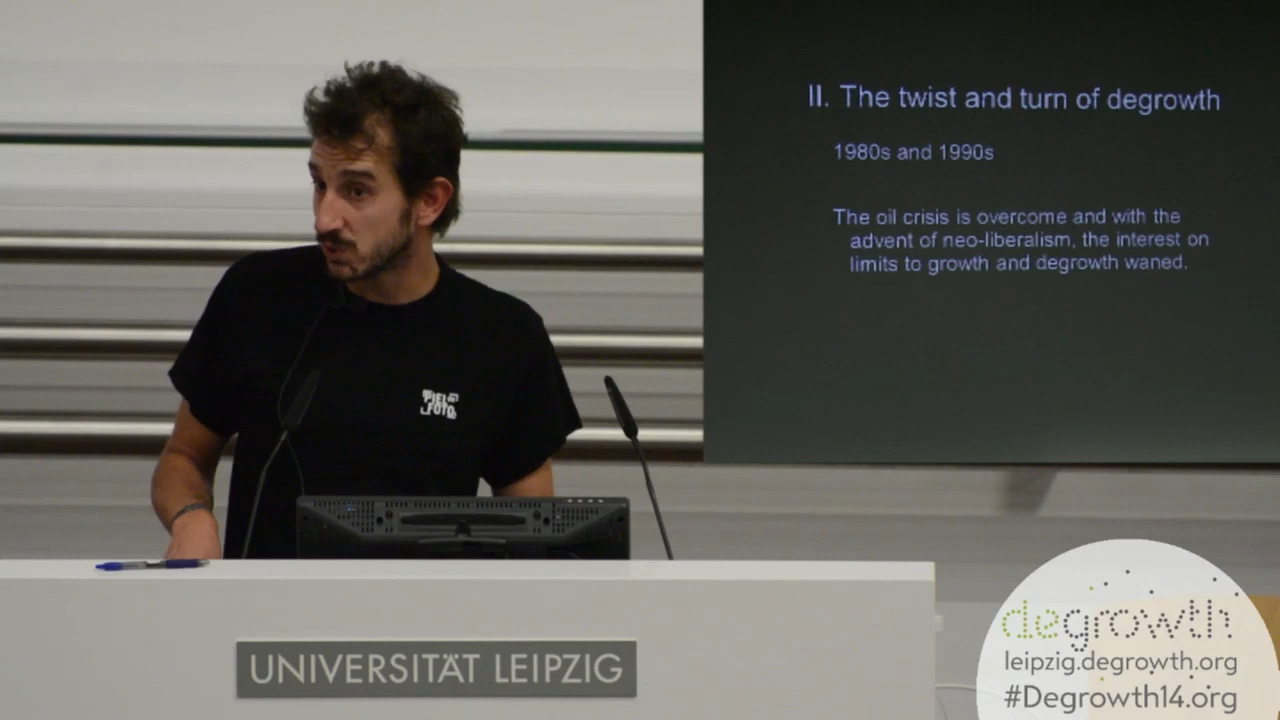 II. The twist and turn of degrowth
1980s and 1990s
The oil crisis is overcome and with the
advent of neo-liberalism, the interest on
limits to growth and degrowth waned.
PIEL
FOTO
UNIVERSITÄT LEIPZIG
degrowth
leipzig.degrowth.org
#Degrowth14.org